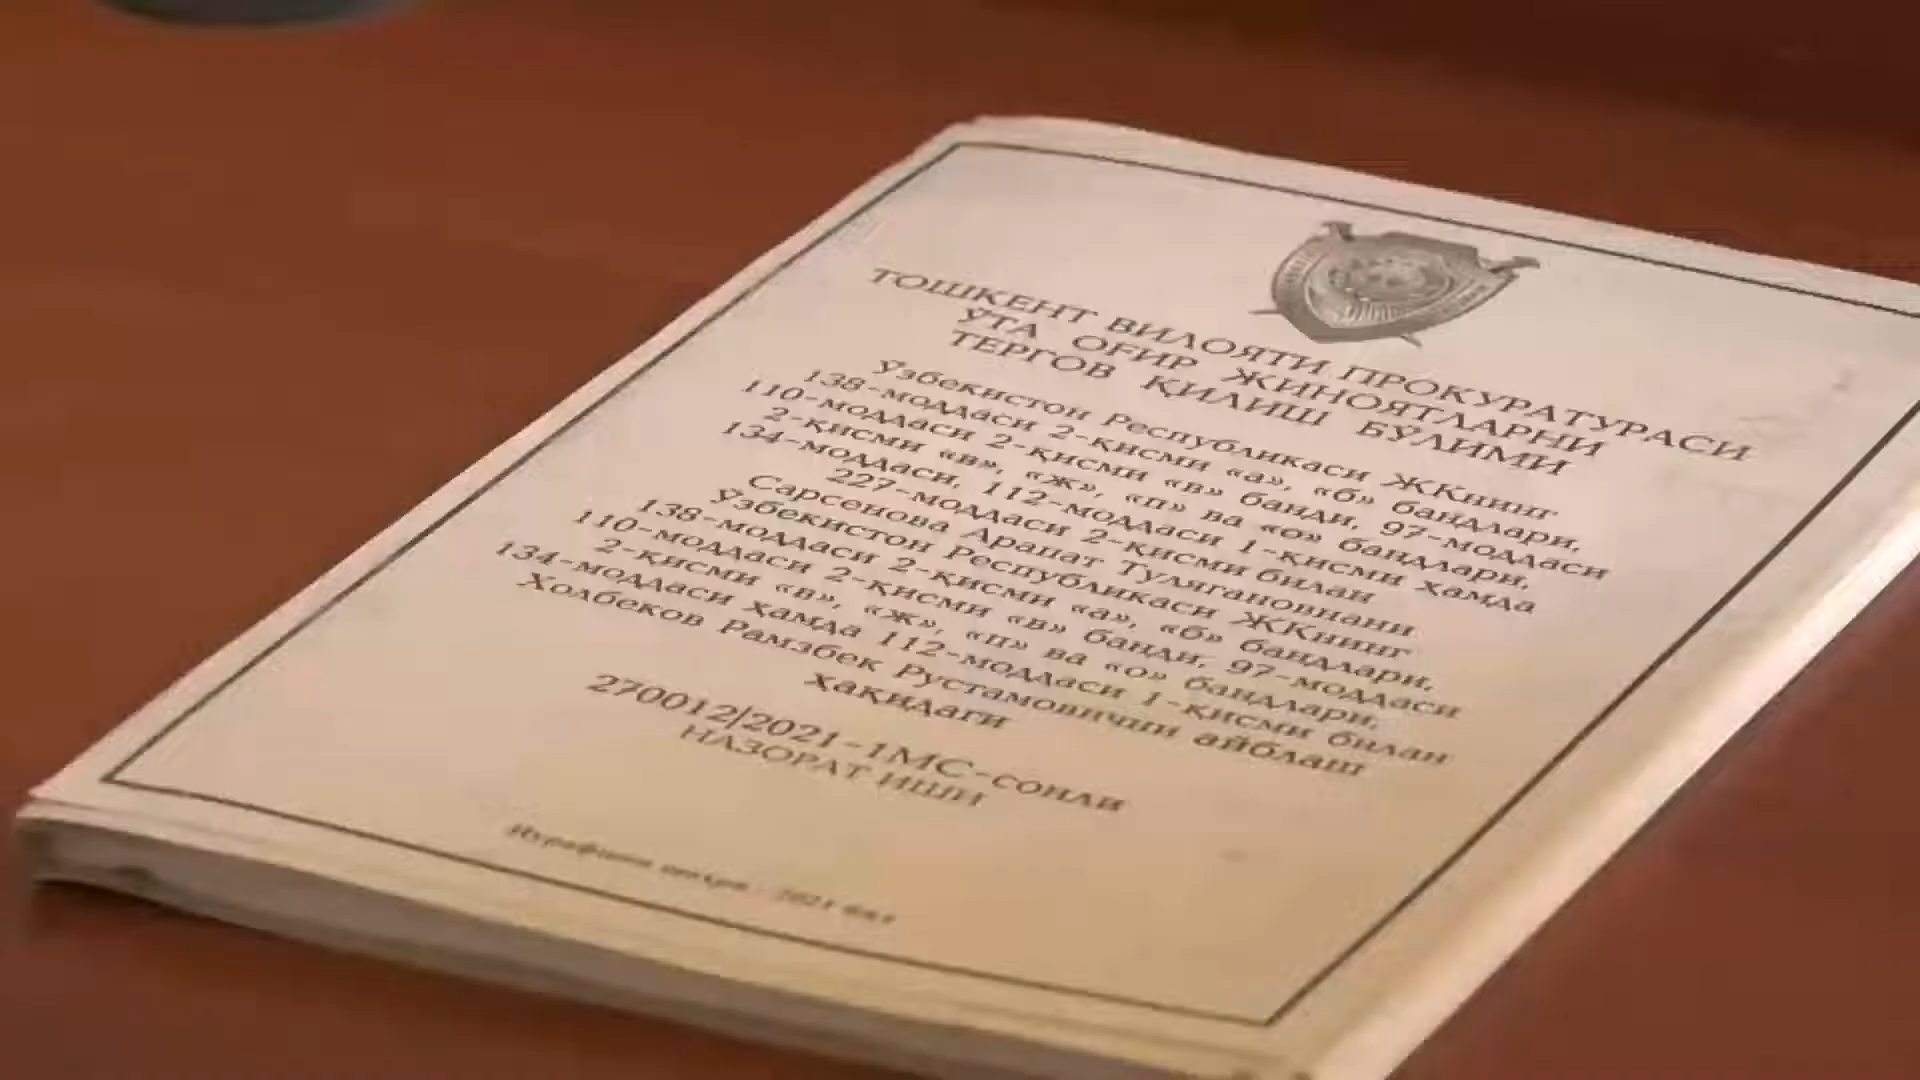 ТОШКЕНТ ВИЛОЯТИ ПРОКУРАТУРАСИ
ЎТА ОҒИР ЖИНОЯТЛАРНИ
ТЕРГОВ ҚИЛИШ БЎЛИМИ
Ўзбекистон Республикаси ЖКнинг
138-моддаси 2-қисми «а», «б» бандлари,
110-моддаси 2-қисми «в» банди, 97-моддаси
2-қисми «в», «ж», «п» ва «о» бандлари,
134-моддаси, 112-моддаси 1-қисми ҳамда
227-моддаси 2-қисми билан
Сарсенова Арапат Тулягановнани
Ўзбекистон Республикаси ЖКнинг
138-моддаси 2-қисми «а», «б» бандлари,
110-моддаси 2-қисми «в» банди, 97-моддаси
2-қисми «в», «ж», «п» ва «о» бандлари,
134-моддаси ҳамда 112-моддаси 1-қисми билан
Холбеков Рамзбек Рустамовични айблаш
ҳақидаги
270012/2021-1МС-сонли
НАЗОРАТ ИШИ
Нурафшон шаҳри - 2021 йил